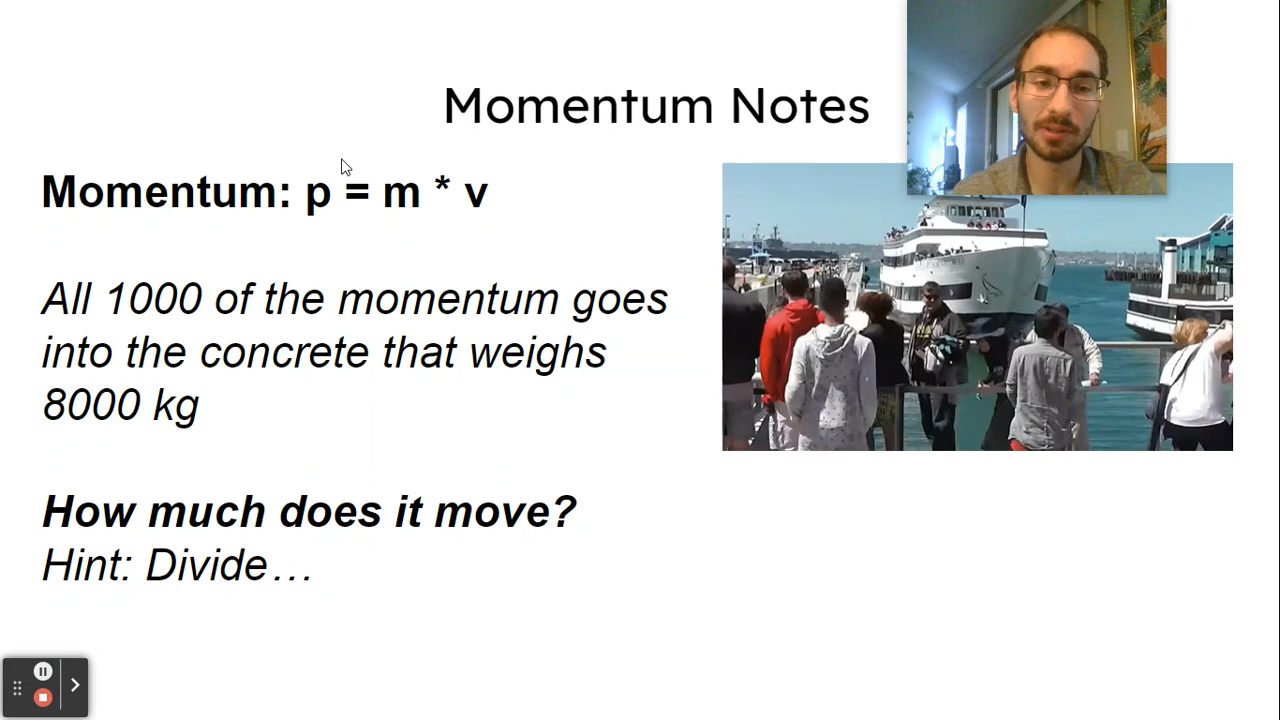 Momentum Notes
Momentum: p = m * v
All 1000 of the momentum goes
into the concrete that weighs
8000 kg
How much does it move?
Hint: Divide…